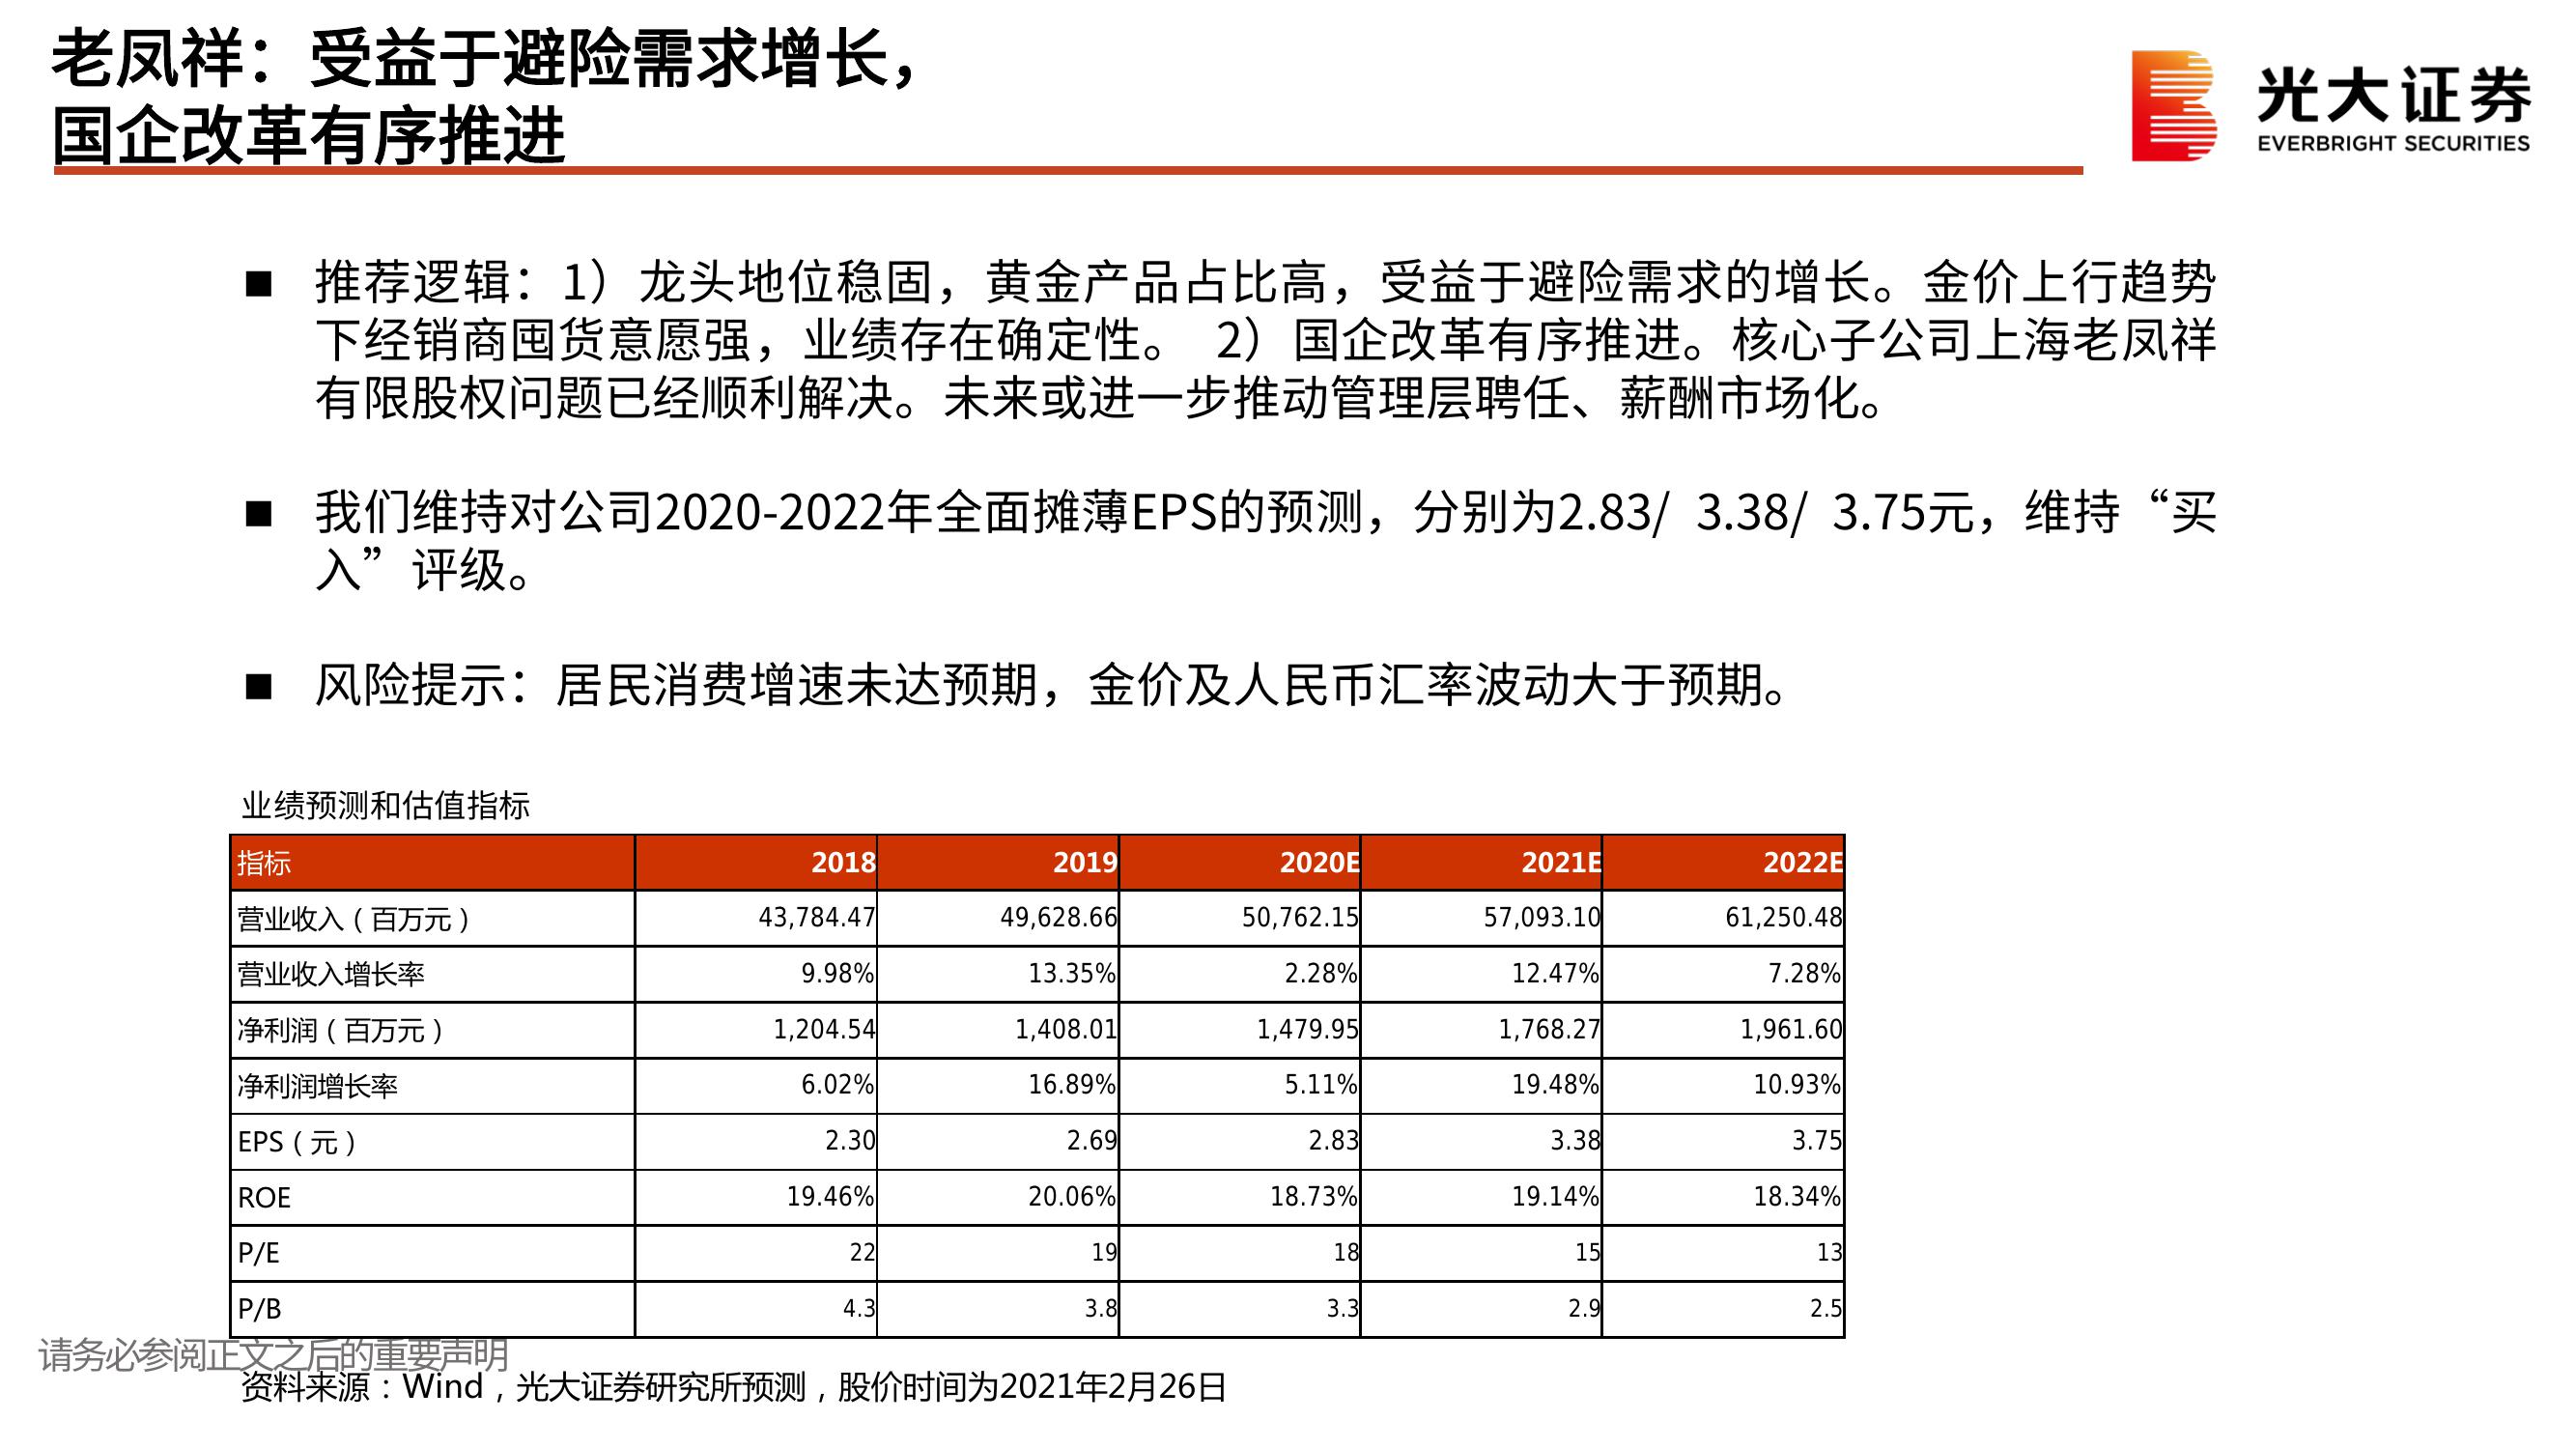 老凤祥：受益于避险需求增长，
国企改革有序推进
光大证券
EVERBRIGHT SECURITIES
■ 推荐逻辑：1）龙头地位稳固，黄金产品占比高，受益于避险需求的增长。金价上行趋势
下经销商囤货意愿强，业绩存在确定性。 2）国企改革有序推进。核心子公司上海老凤祥
有限股权问题已经顺利解决。未来或进一步推动管理层聘任、薪酬市场化。
■ 我们维持对公司2020-2022年全面摊薄EPS的预测，分别为2.83/ 3.38/ 3.75元，维持“买
入”评级。
■ 风险提示：居民消费增速未达预期，金价及人民币汇率波动大于预期。
业绩预测和估值指标
指标 2018 2019 2020E 2021E 2022E
营业收入（百万元） 43,784.47 49,628.66 50,762.15 57,093.10 61,250.48
营业收入增长率 9.98% 13.35% 2.28% 12.47% 7.28%
净利润（百万元） 1,204.54 1,408.01 1,479.95 1,768.27 1,961.60
净利润增长率 6.02% 16.89% 5.11% 19.48% 10.93%
EPS（元） 2.30 2.69 2.83 3.38 3.75
ROE 19.46% 20.06% 18.73% 19.14% 18.34%
P/E 22 19 18 15 13
P/B 4.3 3.8 3.3 2.9 2.5
请务必参阅正文之后的重要声明
资料来源：Wind，光大证券研究所预测，股价时间为2021年2月26日